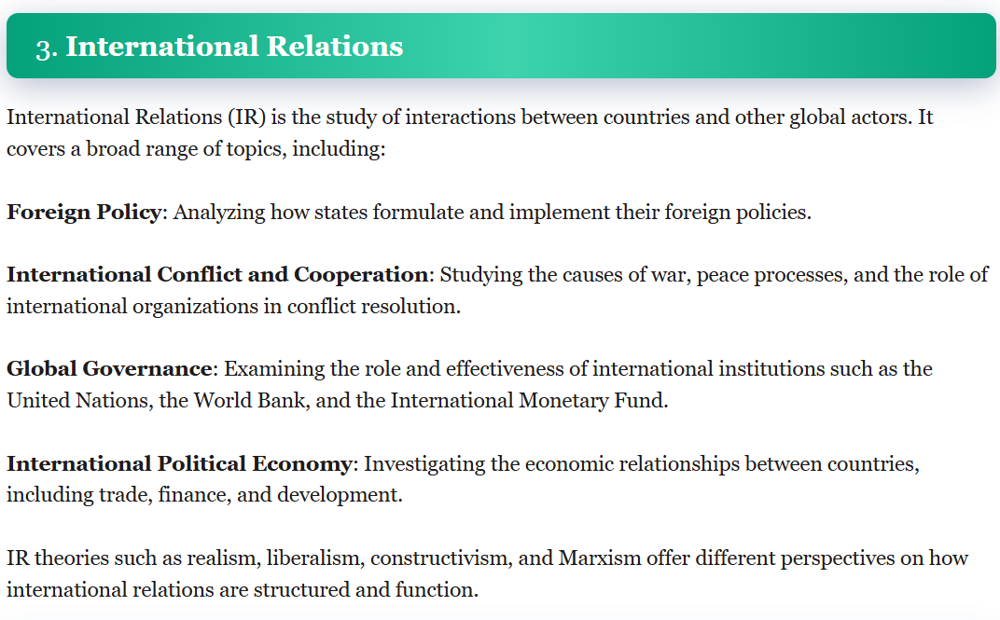 3. International Relations
International Relations (IR) is the study of interactions between countries and other global actors. It
covers a broad range of topics, including:
Foreign Policy: Analyzing how states formulate and implement their foreign policies.
International Conflict and Cooperation: Studying the causes of war, peace processes, and the role of
international organizations in conflict resolution.
Global Governance: Examining the role and effectiveness of international institutions such as the
United Nations, the World Bank, and the International Monetary Fund.
International Political Economy: Investigating the economic relationships between countries,
including trade, finance, and development.
IR theories such as realism, liberalism, constructivism, and Marxism offer different perspectives on how
international relations are structured and function.